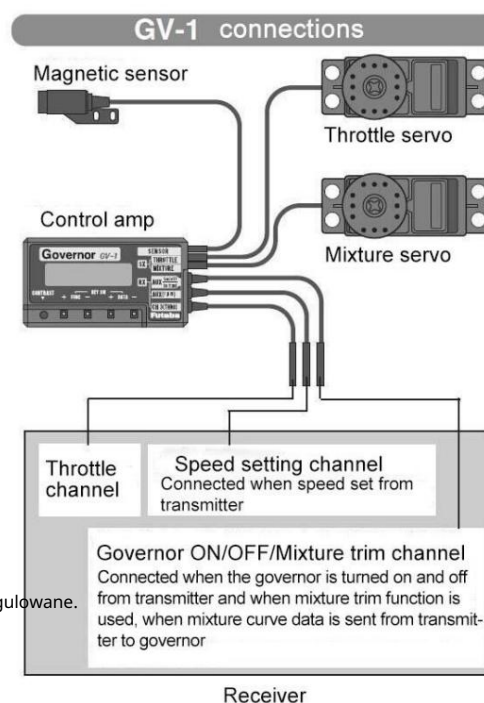 GV-1 connections
Magnetic sensor
Throttle servo
Mixture servo
Control amp
Governor GV-1
SENSOR
THROTTLE
MIXTURE
CONTRAST
+ FUNC -
SET ON
+ DATA -
Futaba
Throttle
channel
Speed setting channel
Connected when speed set from
transmitter
Governor ON/OFF/Mixture trim channel
Connected when the governor is turned on and off
from transmitter and when mixture trim function is
used, when mixture curve data is sent from transmit-
ter to governor
gulowane.
Receiver